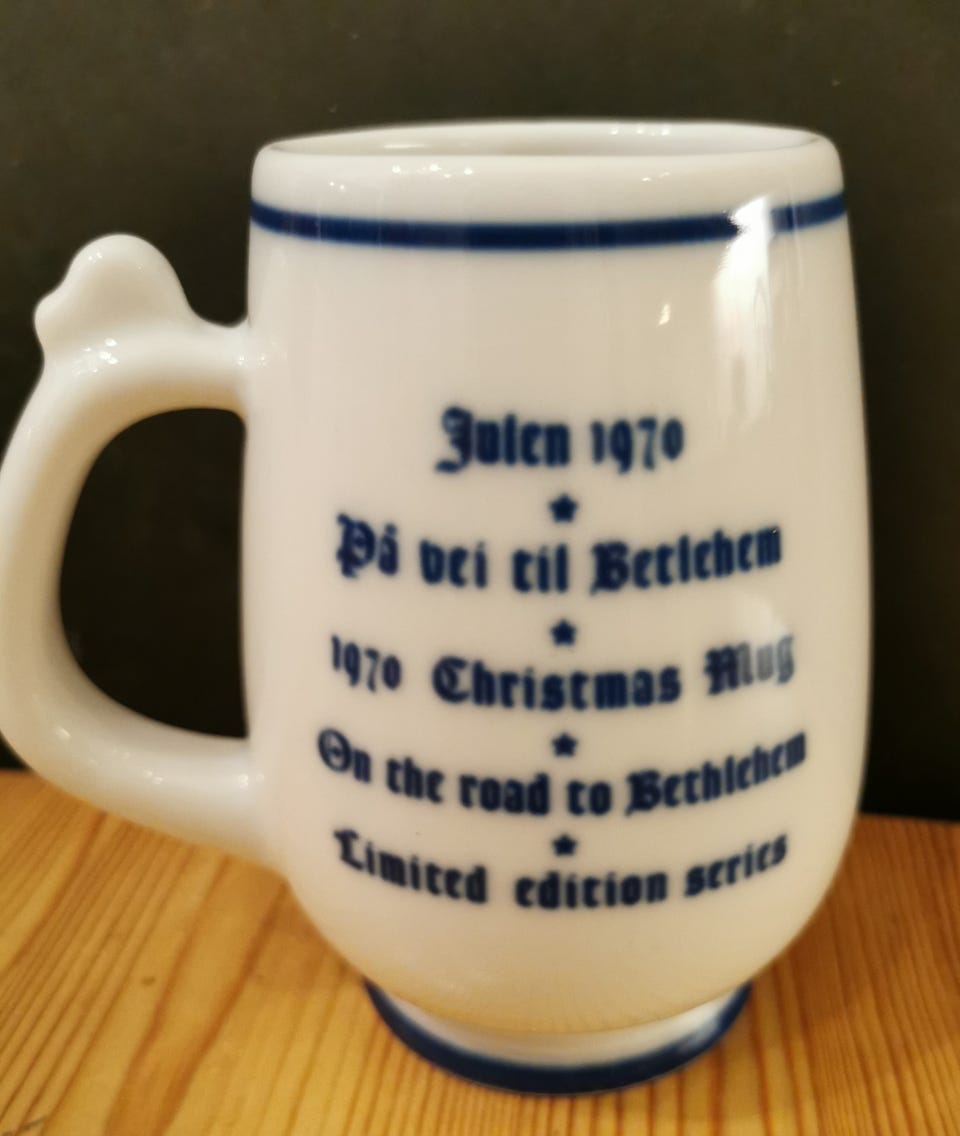 Julen 1970
På vei til Betlehem
1970 Christmas Mug
On the road to Bethlehem
Limited edition series